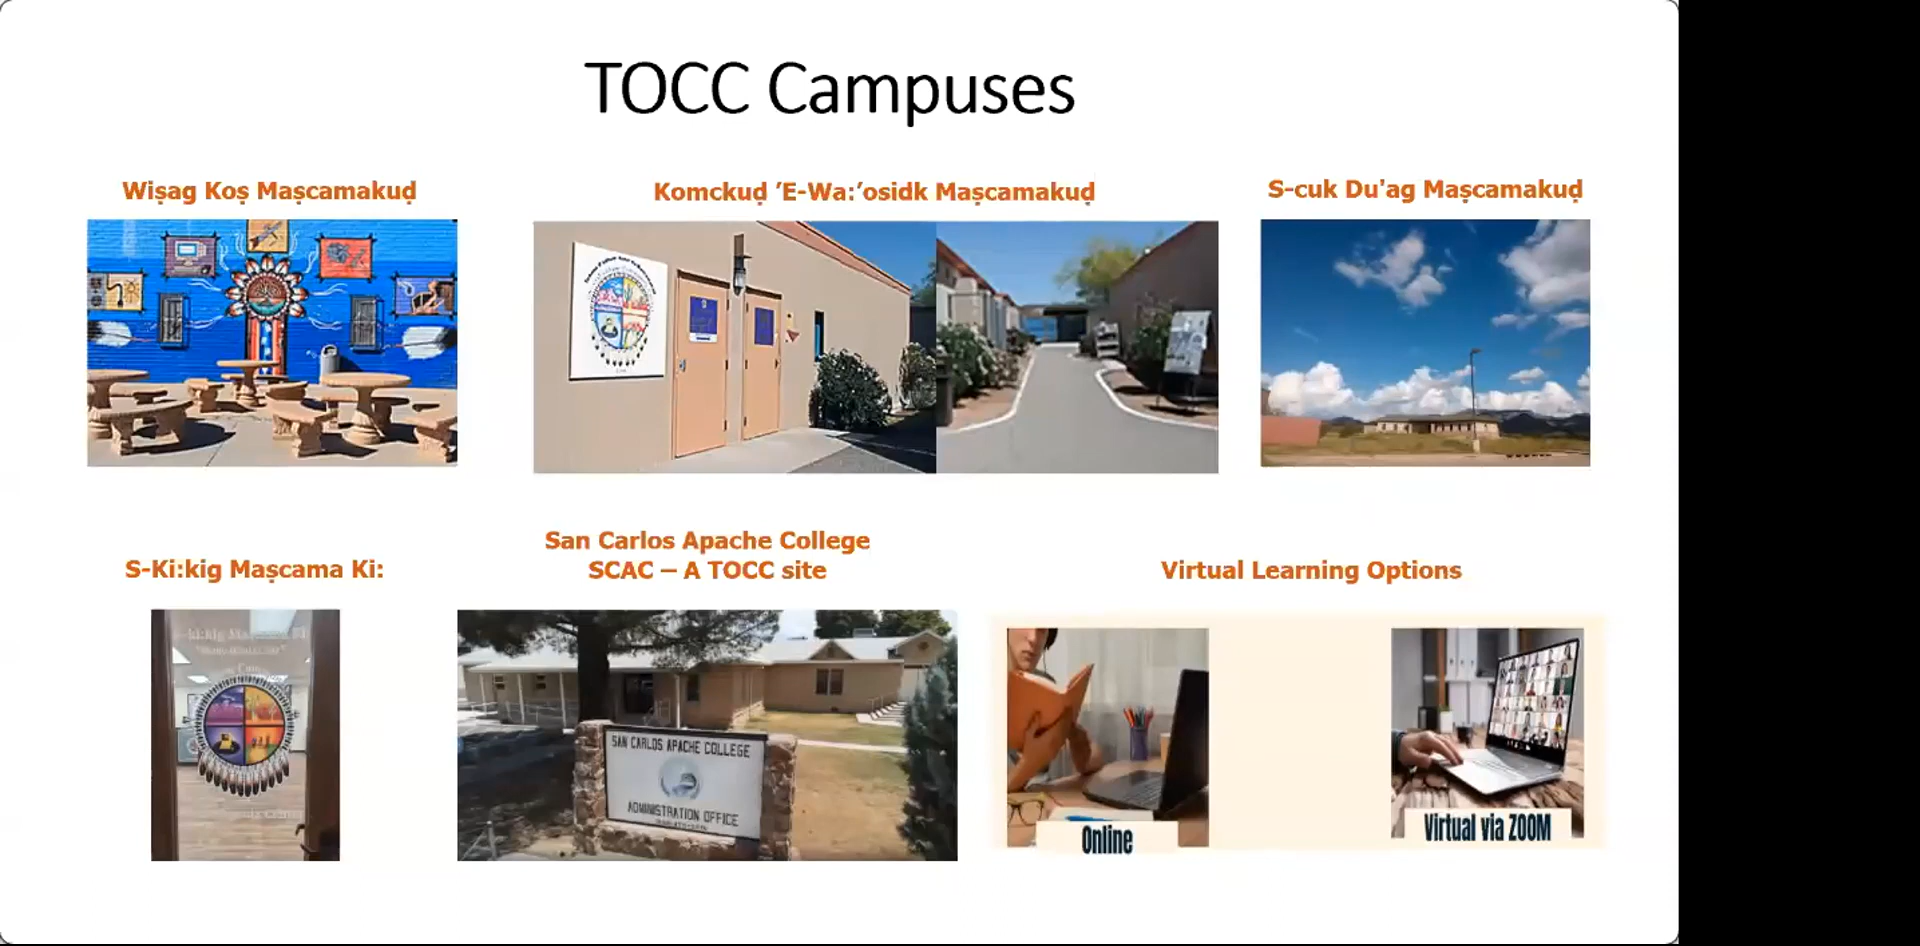 TOCC Campuses
Wiṣag Koṣ Maṣcamakuḍ
Komckuḍ ’E-Wa:’osidk Maṣcamakuḍ
S-cuk Du'ag Maṣcamakuḍ
S-Ki:kig Maṣcama Ki:
San Carlos Apache College
SCAC – A TOCC site
Virtual Learning Options
SAN CARLOS APACHE COLLEGE
ADMINISTRATION OFFICE
Online
Virtual via ZOOM